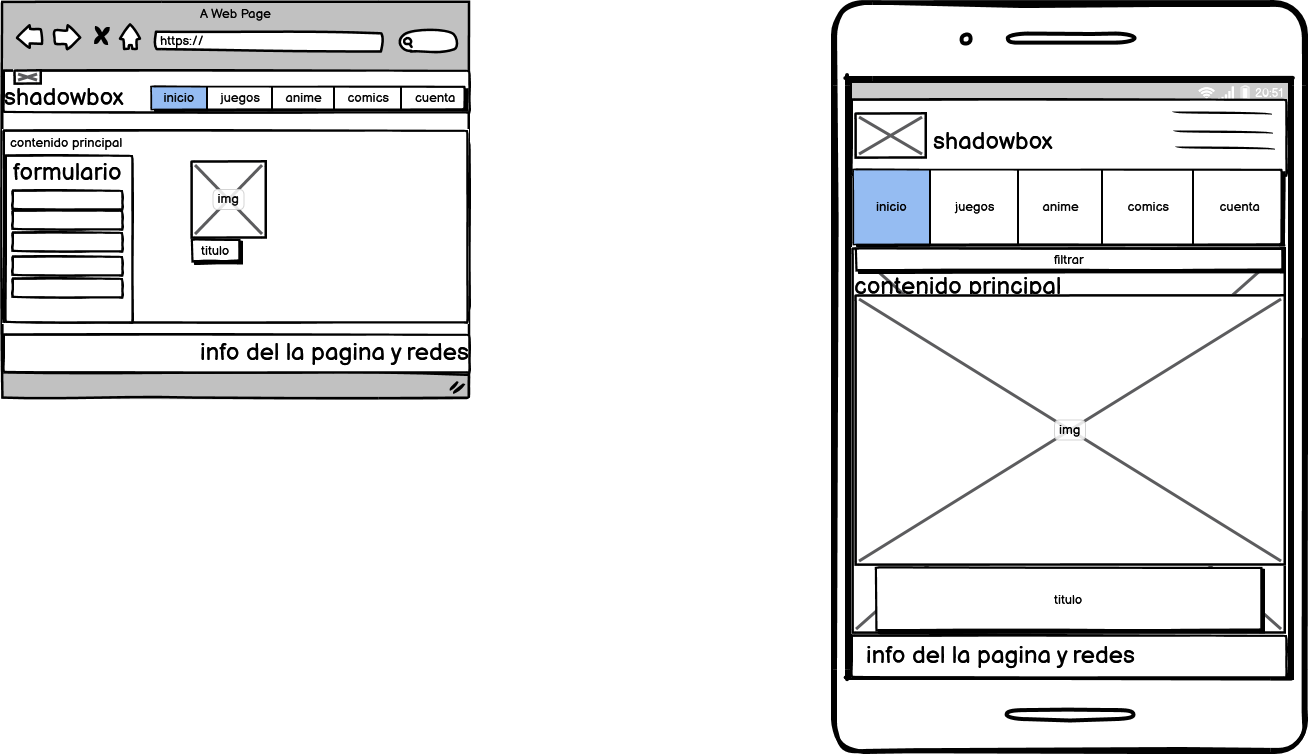 A Web Page
https://
shadowbox
inicio
juegos
anime
comics
cuenta
contenido principal
formulario
img
titulo
info del la pagina y redes
20:51
shadowbox
inicio
juegos
anime
comics
cuenta
filtrar
contenido principal
img
titulo
info del la pagina y redes